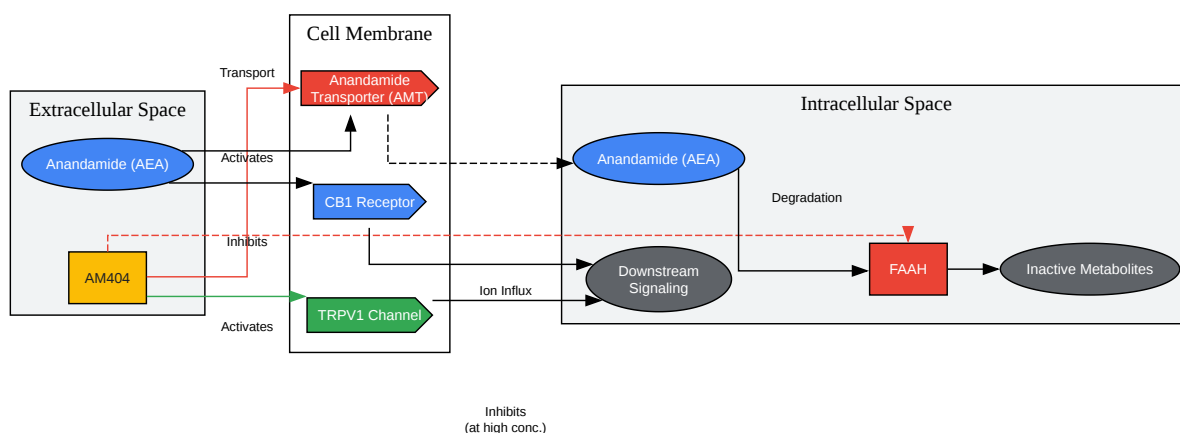 Cell Membrane
Transport
Anandamide
Transporter (AMT)
Extracellular Space
Intracellular Space
Anandamide (AEA)
Activates
Anandamide (AEA)
Degradation
CB1 Receptor
Inhibits
AM404
Downstream
Signaling
FAAH
Inactive Metabolites
Ion Influx
TRPV1 Channel
Activates
Inhibits
(at high conc.)